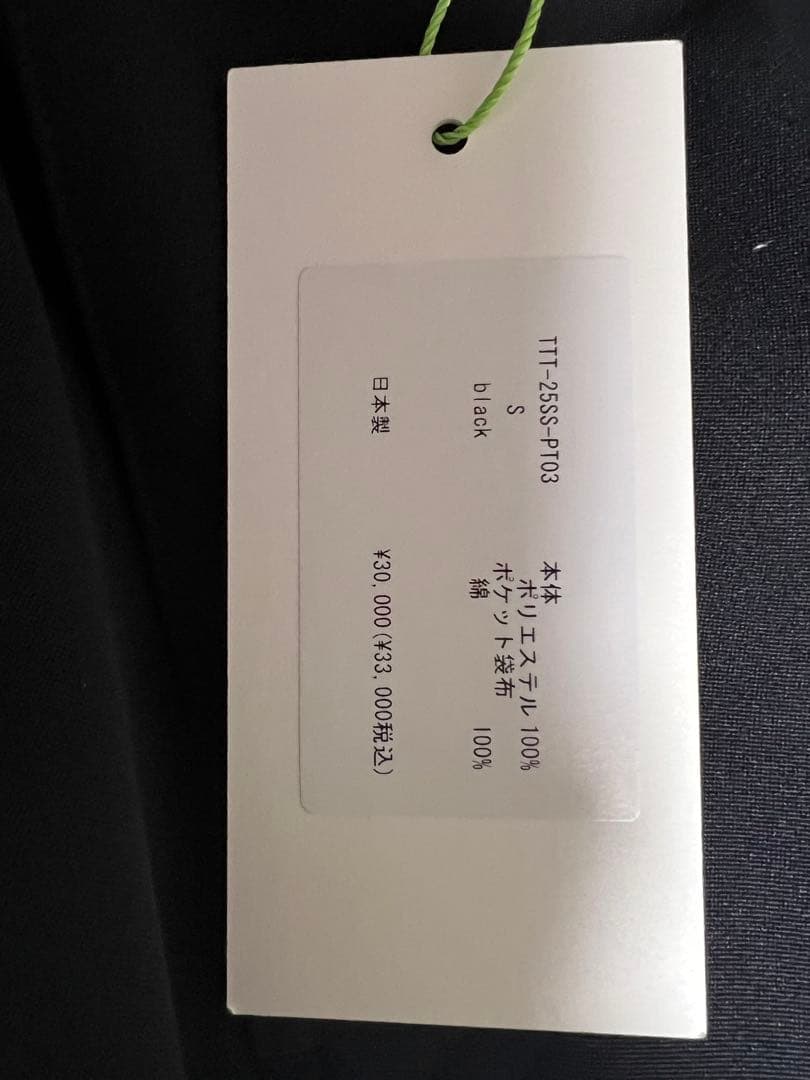 TTT-25SS-PT03
S
black
日本製
本体
ポリエステル 100%
ポケット袋布
綿 100%
¥30,000(¥33,000税込)